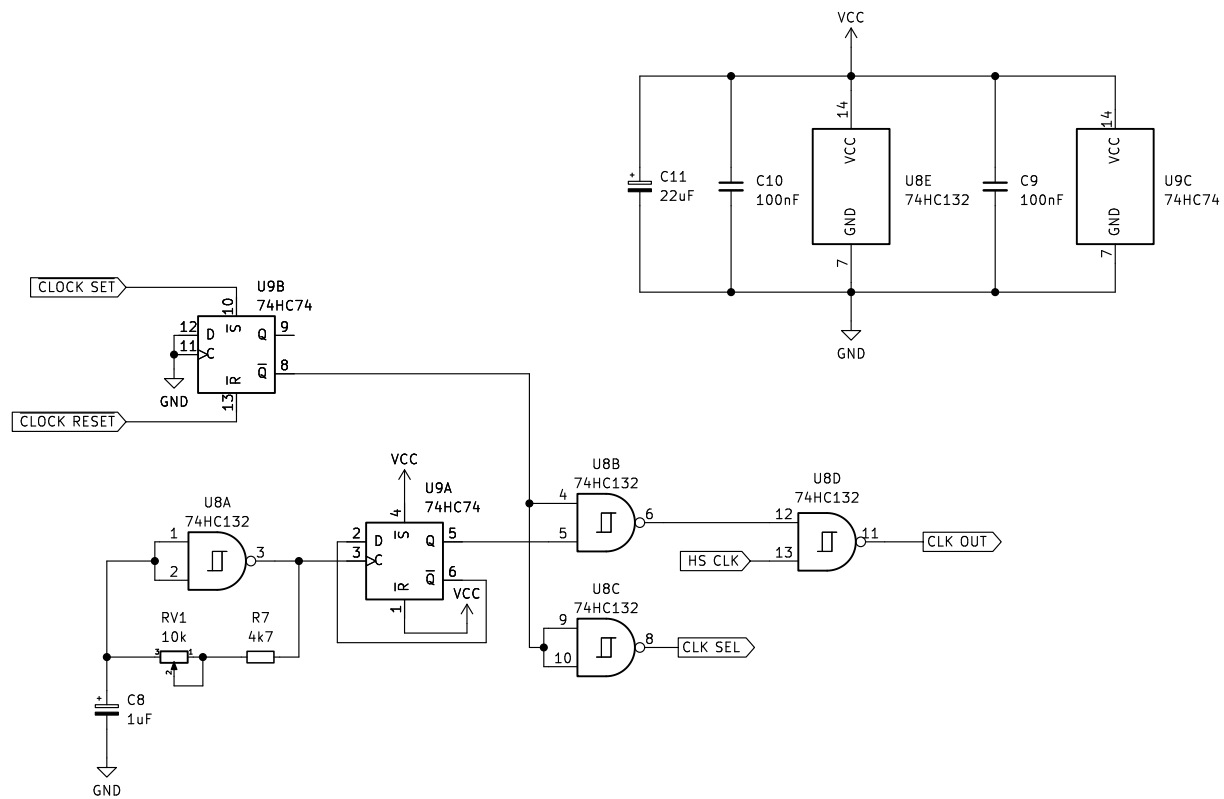 VCC
14
14
+
C11
22uF
C10
100nF
VCC
GND
U8E
74HC132
C9
100nF
VCC
GND
U9C
74HC74
7
7
GND
CLOCK SET
U9B
74HC74
10
12
D
S
Q
9
11
C
8
R
Q
GND
13
CLOCK RESET
VCC
U9A
74HC74
4
U8A
74HC132
1
2
3
2
D
S
Q
5
3
C
6
R
Q
1
VCC
U8B
74HC132
4
5
6
U8D
74HC132
12
13
11
CLK OUT
HS CLK
U8C
74HC132
9
10
8
CLK SEL
RV1
10k
3
1
2
R7
4k7
+
C8
1uF
GND